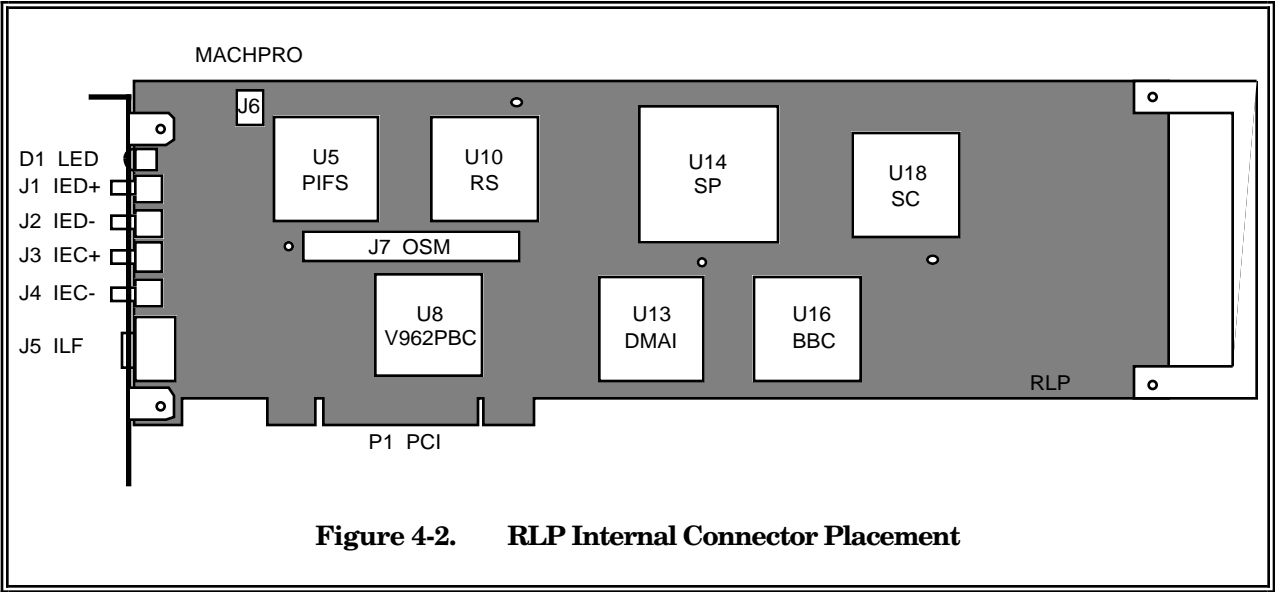 MACHPRO
J6
D1 LED
J1 IED+
J2 IED-
J3 IEC+
J4 IEC-
J5 ILF
U5
PIFS
U10
RS
U14
SP
U18
SC
J7 OSM
U8
V962PBC
U13
DMAI
U16
BBC
RLP
P1 PCI
Figure 4-2. RLP Internal Connector Placement